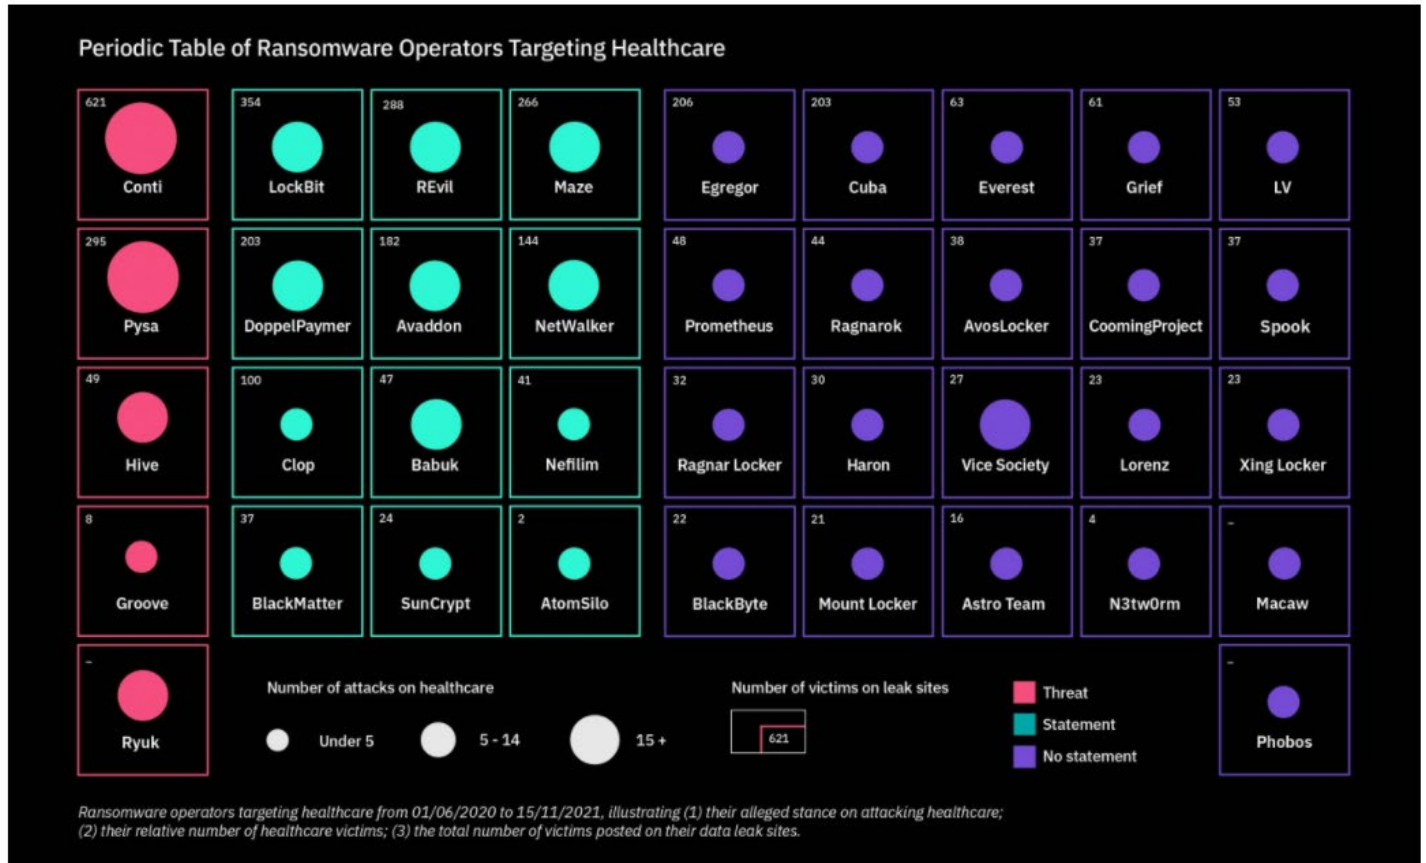 Periodic Table of Ransomware Operators Targeting Healthcare
621 354 288 266 206 203 63 61 53
Conti LockBit REvil Maze Egregor Cuba Everest Grief LV
295 203 182 144 48 44 38 37 37
Pysa DoppelPaymer Avaddon NetWalker Prometheus Ragnarok AvosLocker CoomingProject Spook
49 100 47 41 32 30 27 23 23
Hive Clop Babuk Nefilim Ragnar Locker Haron Vice Society Lorenz Xing Locker
8 37 24 2 22 21 16 4 –
Groove BlackMatter SunCrypt AtomSilo BlackByte Mount Locker Astro Team N3tw0rm Macaw
– –
Number of attacks on healthcare Number of victims on leak sites Threat
Statement
Under 5 5 - 14 15 + 621 No statement
Ryuk Phobos
Ransomware operators targeting healthcare from 01/06/2020 to 15/11/2021, illustrating (1) their alleged stance on attacking healthcare;
(2) their relative number of healthcare victims; (3) the total number of victims posted on their data leak sites.